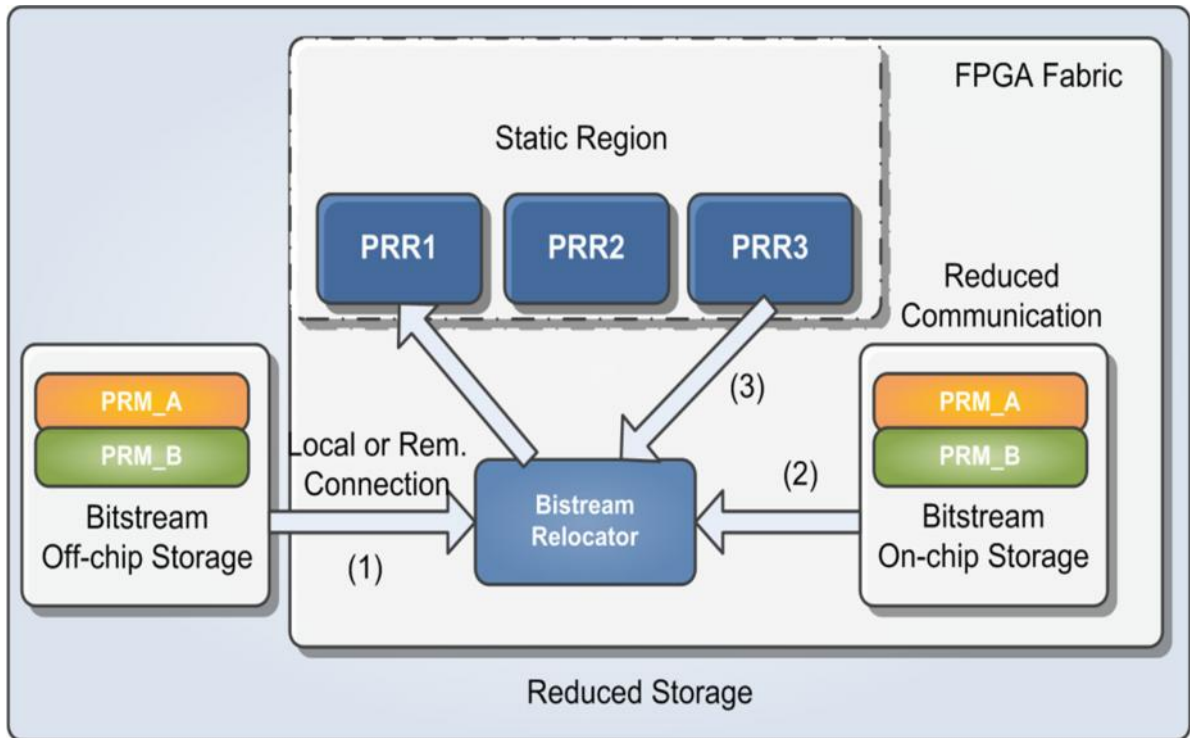 FPGA Fabric
Static Region
PRR1
PRR2
PRR3
Reduced
Communication
PRM_A
PRM_B
Bitstream
Off-chip Storage
Local or Rem.
Connection
(1)
Bistream
Relocator
(3)
(2)
PRM_A
PRM_B
Bitstream
On-chip Storage
Reduced Storage